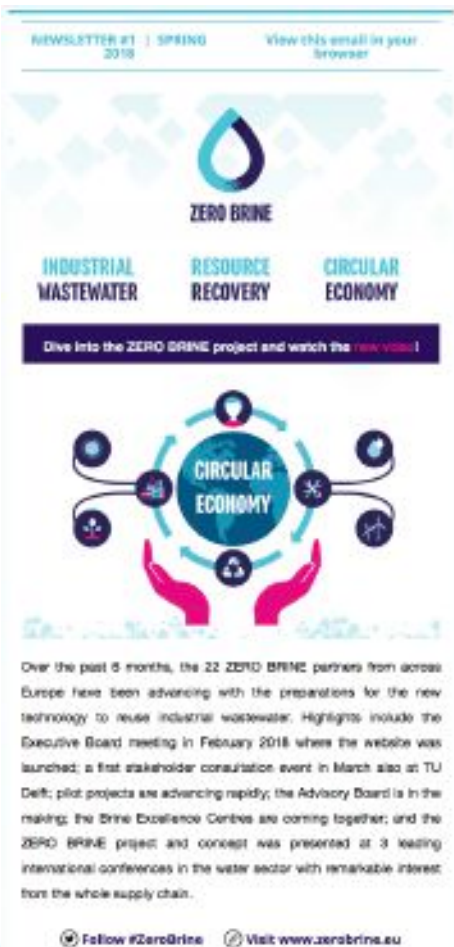 NEWSLETTER #1 | SPRING 2018
View this email in your browser
ZERO BRINE
INDUSTRIAL WASTEWATER
RESOURCE RECOVERY
CIRCULAR ECONOMY
Dive into the ZERO BRINE project and watch the new video!
CIRCULAR
ECONOMY
Over the past 6 months, the 22 ZERO BRINE partners from across
Europe have been advancing with the preparations for the new
technology to reuse industrial wastewater. Highlights include the
Executive Board meeting in February 2018 where the website was
launched; a first stakeholder consultation event in March also at TU
Delft; pilot projects are advancing rapidly; the Advisory Board is in the
making; the Brine Excellence Centres are coming together; and the
ZERO BRINE project and concept was presented at 3 leading
international conferences in the water sector with remarkable interest
from the whole supply chain.
Follow #ZeroBrine
Visit www.zerobrine.eu